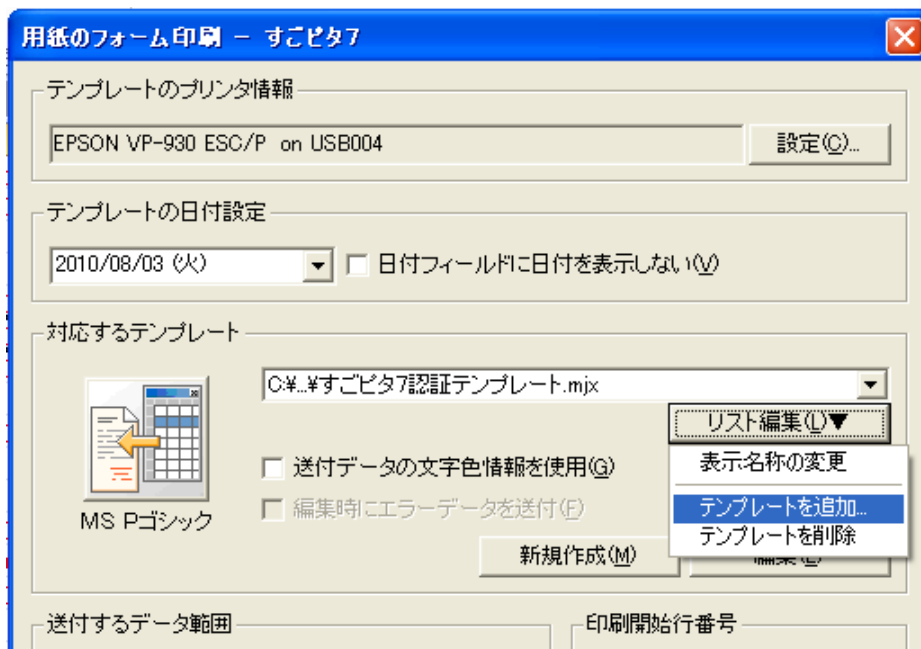 用紙のフォーム印刷 － すごピタ7
テンプレートのプリンタ情報
EPSON VP-930 ESC/P on USB004
設定(C)...
テンプレートの日付設定
2010/08/03 (火)
日付フィールドに日付を表示しない(V)
対応するテンプレート
C:¥...¥すごピタ7認証テンプレート.mjx
リスト編集(L)▼
表示名称の変更
送付データの文字色情報を使用(G)
テンプレートを追加...
編集時にエラーデータを送付(F)
テンプレートを削除
MS Pゴシック
新規作成(M)
送付するデータ範囲
印刷開始行番号